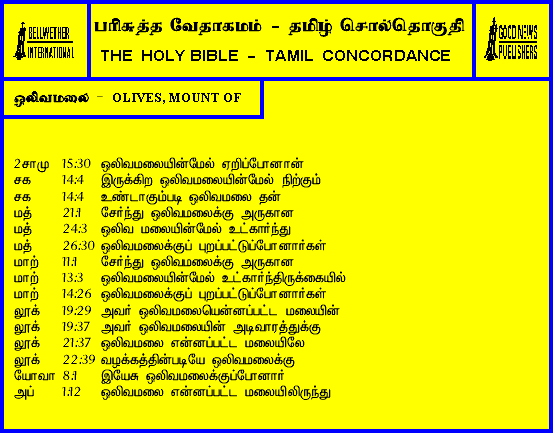 BELLWETHER
INTERNATIONAL
பரிசுத்த வேதாகமம் - தமிழ் சொல்தொகுதி
THE HOLY BIBLE - TAMIL CONCORDANCE
GOOD NEWS
PUBLISHERS
ஒலிவமலை - OLIVES, MOUNT OF
2சாமு 15:30 ஒலிவமலையின்மேல் ஏறிப்போனான்
சக 14:4 இருக்கிற ஒலிவமலையின்மேல் நிற்கும்
சக 14:4 உண்டாகும்படி ஒலிவமலை தன்
மத் 21:1 சேர்ந்து ஒலிவமலைக்கு அருகான
மத் 24:3 ஒலிவ மலையின்மேல் உட்கார்ந்து
மத் 26:30 ஒலிவமலைக்குப் புறப்பட்டுப்போனார்கள்
மாற் 11:1 சேர்ந்து ஒலிவமலைக்கு அருகான
மாற் 13:3 ஒலிவமலையின்மேல் உட்கார்ந்திருக்கையில்
மாற் 14:26 ஒலிவமலைக்குப் புறப்பட்டுப்போனார்கள்
லூக் 19:29 அவர் ஒலிவமலையென்னப்பட்ட மலையின்
லூக் 19:37 அவர் ஒலிவமலையின் அடிவாரத்துக்கு
லூக் 21:37 ஒலிவமலை என்னப்பட்ட மலையிலே
லூக் 22:39 வழக்கத்தின்படியே ஒலிவமலைக்கு
யோவா 8:1 இயேசு ஒலிவமலைக்குப்போனார்
அப் 1:12 ஒலிவமலை என்னப்பட்ட மலையிலிருந்து